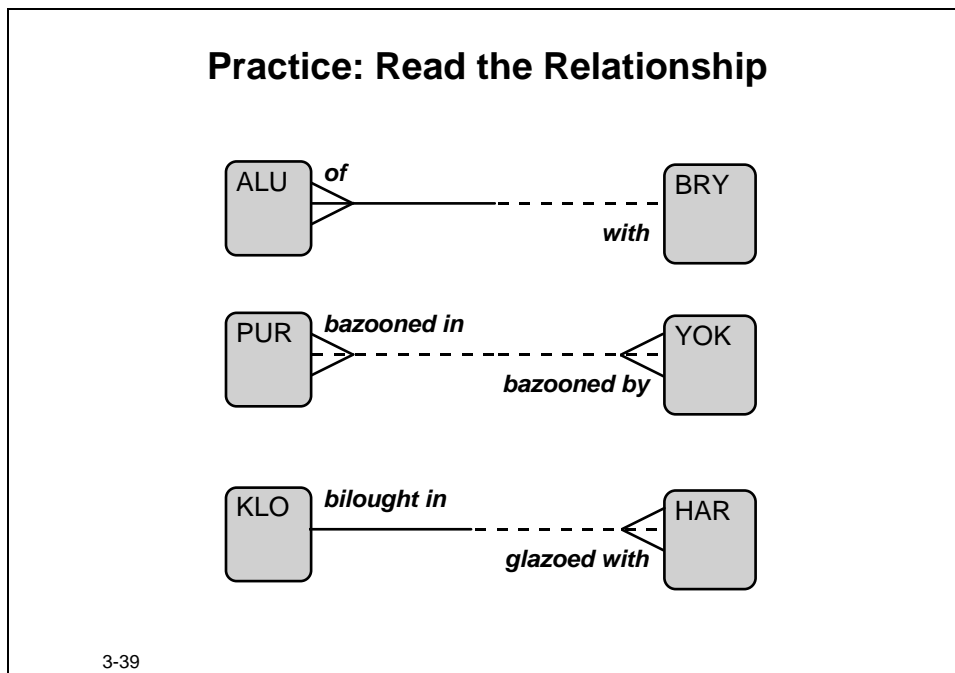 Practice: Read the Relationship
ALU
of
BRY
with
PUR
bazooned in
YOK
bazooned by
KLO
bilought in
HAR
glazoed with
3-39